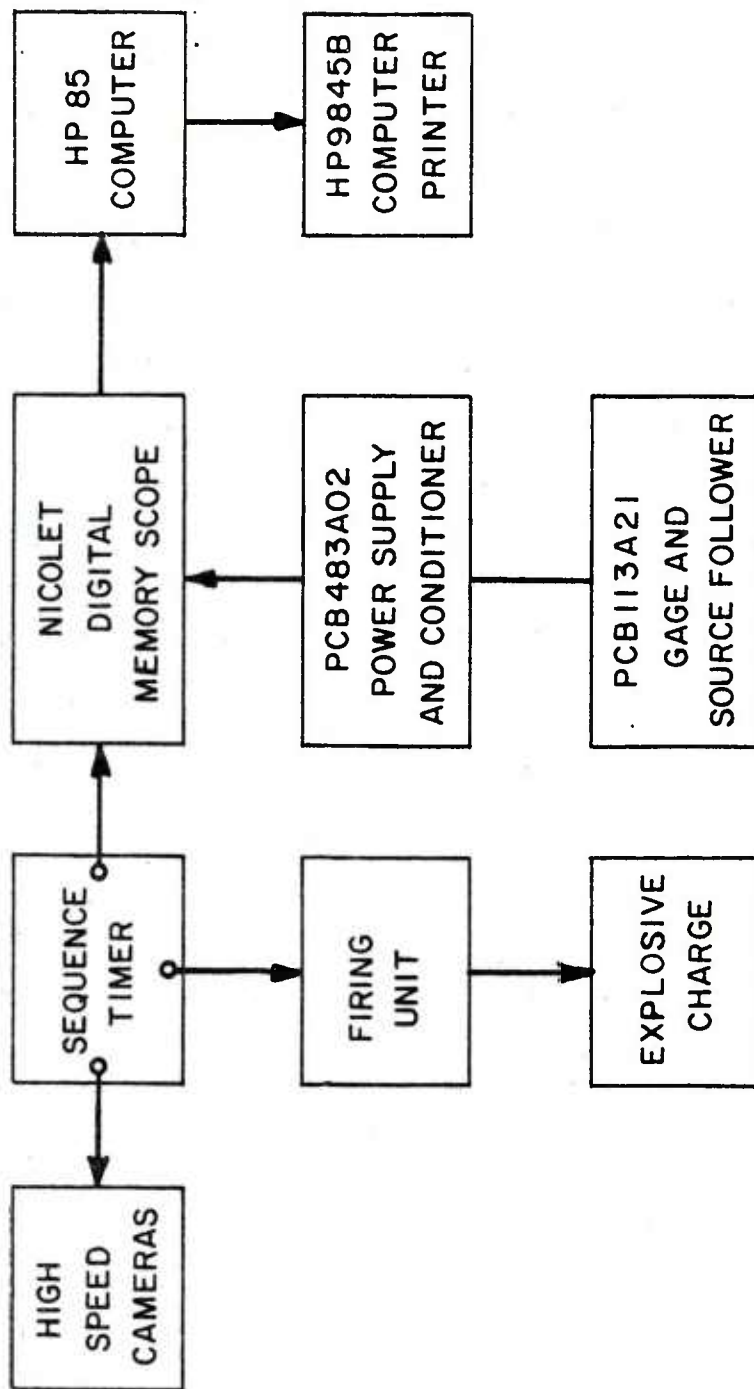 HIGH
SPEED
CAMERAS
SEQUENCE
TIMER
NICOLET
DIGITAL
MEMORY SCOPE
HP 85
COMPUTER
FIRING
UNIT
PCB483A02
POWER SUPPLY
AND CONDITIONER
HP9845B
COMPUTER
PRINTER
EXPLOSIVE
CHARGE
PCB113A21
GAGE AND
SOURCE FOLLOWER